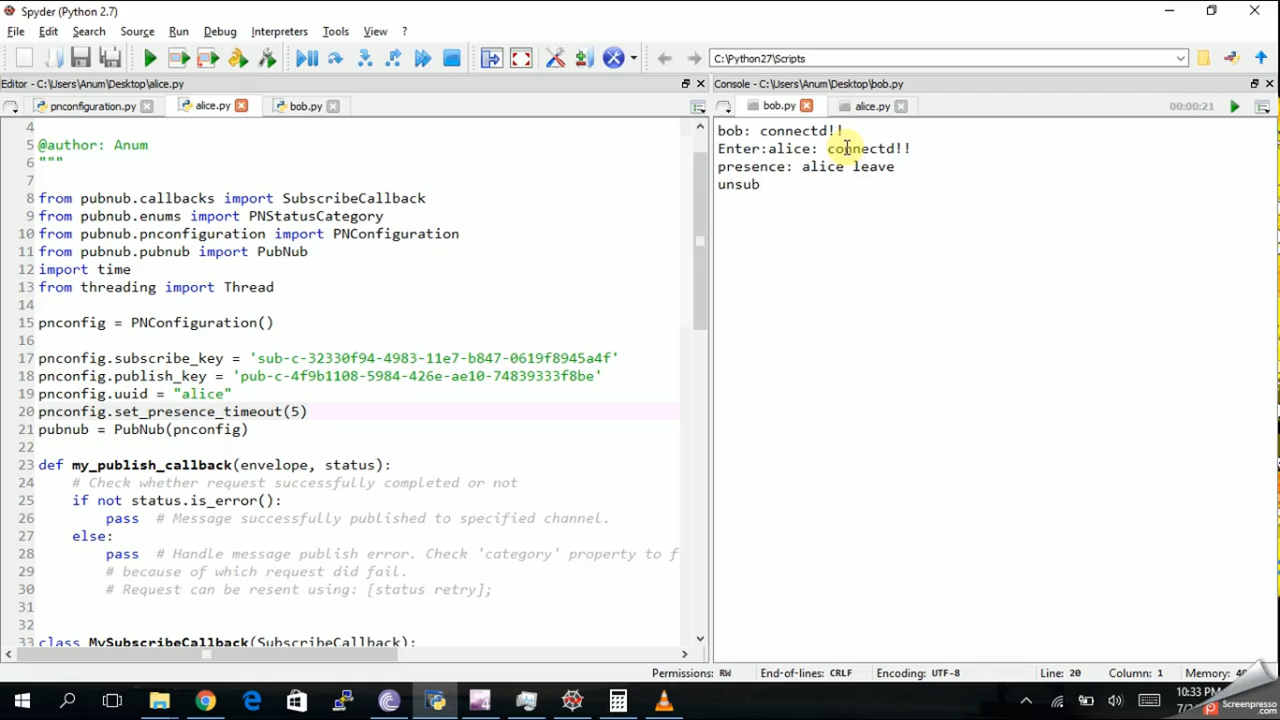 Spyder (Python 2.7)
File Edit Search Source Run Debug Interpreters Tools View ?
C:\Python27\Scripts
Editor - C:\Users\Anum\Desktop\alice.py
pnconfiguration.py alice.py bob.py
4
5 @author: Anum
6 """
7
8 from pubnub.callbacks import SubscribeCallback
9 from pubnub.enums import PNStatusCategory
10 from pubnub.pnconfiguration import PNConfiguration
11 from pubnub.pubnub import PubNub
12 import time
13 from threading import Thread
14
15 pnconfig = PNConfiguration()
16
17 pnconfig.subscribe_key = 'sub-c-32330f94-4983-11e7-b847-0619f8945a4f'
18 pnconfig.publish_key = 'pub-c-4f9b1108-5984-426e-ae10-74839333f8be'
19 pnconfig.uuid = "alice"
20 pnconfig.set_presence_timeout(5)
21 pubnub = PubNub(pnconfig)
22
23 def my_publish_callback(envelope, status):
24 # Check whether request successfully completed or not
25 if not status.is_error():
26 pass # Message successfully published to specified channel.
27 else:
28 pass # Handle message publish error. Check 'category' property to f
29 # because of which request did fail.
30 # Request can be resent using: [status retry];
31
33 class MySubscribeCallback(SubscribeCallback):
Console - C:\Users\Anum\Desktop\bob.py
bob.py alice.py 00:00:21
bob: connectd!!
Enter:alice: connectd!!
presence: alice leave
unsub
Permissions: RW End-of-lines: CRLF Encoding: UTF-8 Line: 20 Column: 1 Memory:
10:33 PM
Screenpresso
.com